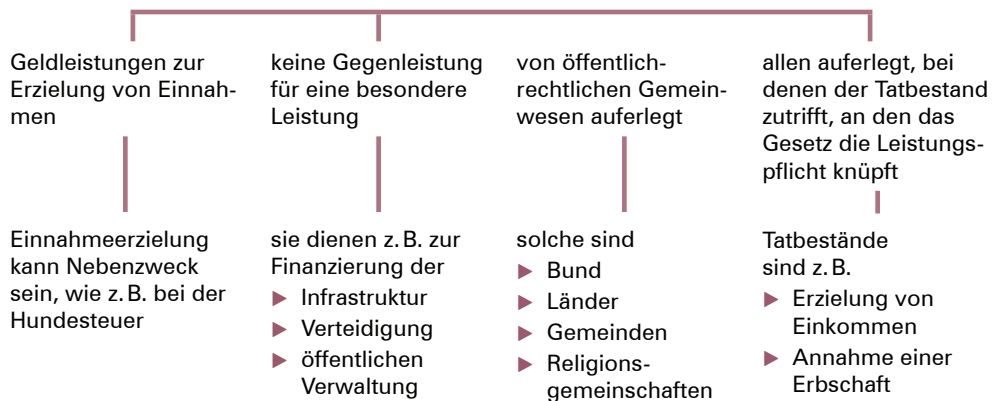 Geldleistungen zur
Erzielung von Einnah-
men
keine Gegenleistung
für eine besondere
Leistung
von öffentlich-
rechtlichen Gemein-
wesen auferlegt
allen auferlegt, bei
denen der Tatbestand
zutrifft, an den das
Gesetz die Leistungs-
pflicht knüpft
Einnahmeerzielung
kann Nebenzweck
sein, wie z. B. bei der
Hundesteuer
sie dienen z. B. zur
Finanzierung der
▶ Infrastruktur
▶ Verteidigung
▶ öffentlichen
Verwaltung
solche sind
▶ Bund
▶ Länder
▶ Gemeinden
▶ Religions-
gemeinschaften
Tatbestände
sind z. B.
▶ Erzielung von
Einkommen
▶ Annahme einer
Erbschaft